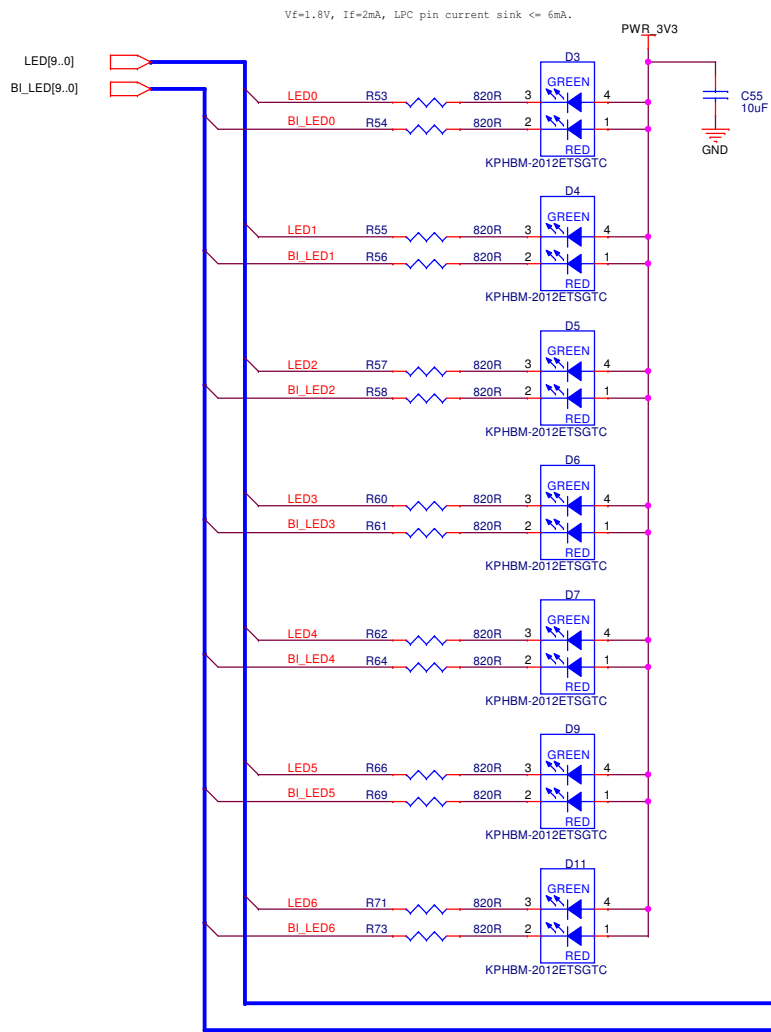 Vf=1.8V, If=2mA, LPC pin current sink <= 6mA.
PWR_3V3
LED[9..0]
BI_LED[9..0]
C55
10uF
GND
D3
GREEN
LED0 R53 820R 3 4
BI_LED0 R54 820R 2 1
RED
KPHBM-2012ETSGTC
D4
GREEN
LED1 R55 820R 3 4
BI_LED1 R56 820R 2 1
RED
KPHBM-2012ETSGTC
D5
GREEN
LED2 R57 820R 3 4
BI_LED2 R58 820R 2 1
RED
KPHBM-2012ETSGTC
D6
GREEN
LED3 R60 820R 3 4
BI_LED3 R61 820R 2 1
RED
KPHBM-2012ETSGTC
D7
GREEN
LED4 R62 820R 3 4
BI_LED4 R64 820R 2 1
RED
KPHBM-2012ETSGTC
D9
GREEN
LED5 R66 820R 3 4
BI_LED5 R69 820R 2 1
RED
KPHBM-2012ETSGTC
D11
GREEN
LED6 R71 820R 3 4
BI_LED6 R73 820R 2 1
RED
KPHBM-2012ETSGTC